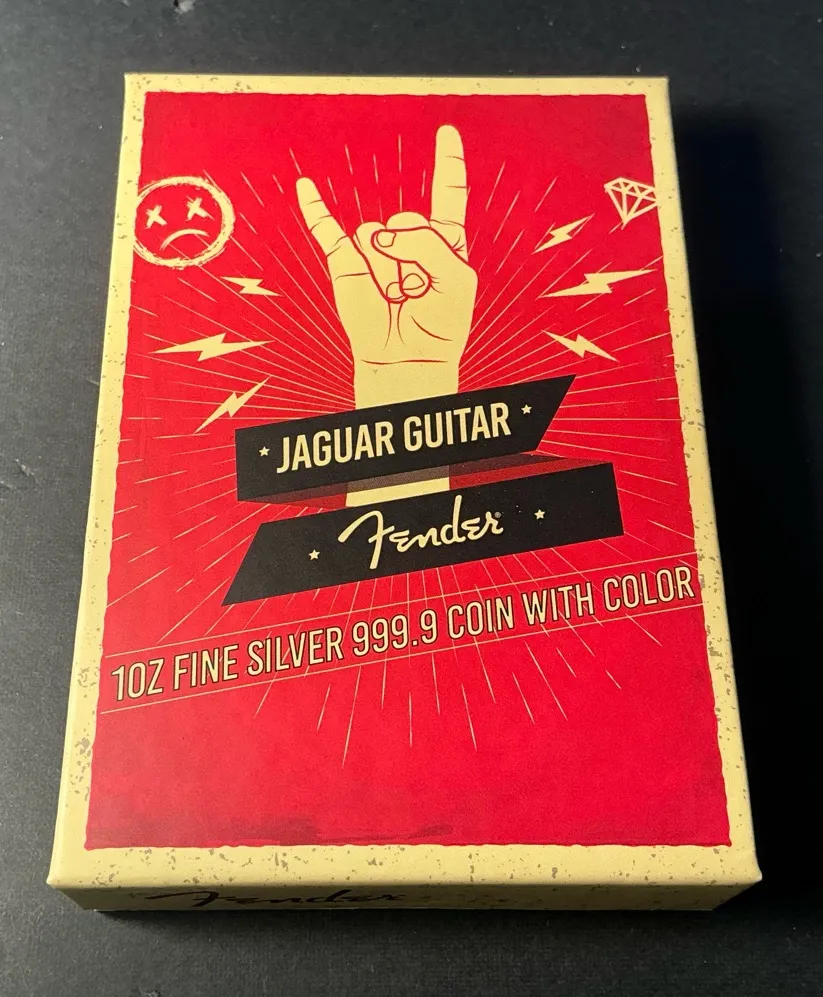 JAGUAR GUITAR
Fender®
1OZ FINE SILVER 999.9 COIN WITH COLOR
Fender